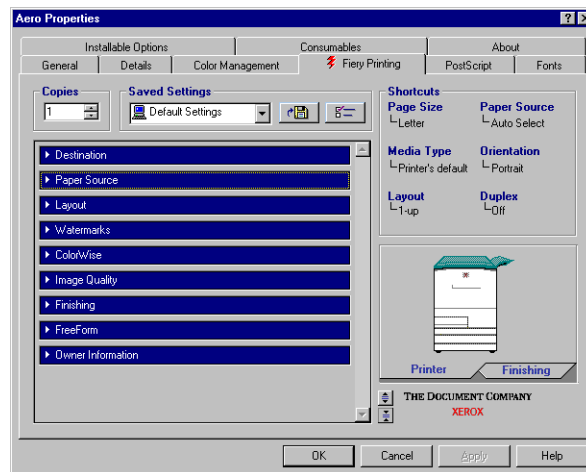 Aero Properties
Installable Options Consumables About
General Details Color Management Fiery Printing PostScript Fonts
Copies
1
Saved Settings
Default Settings
Destination
Paper Source
Layout
Watermarks
ColorWise
Image Quality
Finishing
FreeForm
Owner Information
Shortcuts
Page Size Paper Source
Letter Auto Select
Media Type Orientation
Printer's default Portrait
Layout Duplex
1-up Off
Printer Finishing
THE DOCUMENT COMPANY
XEROX
OK Cancel Apply Help